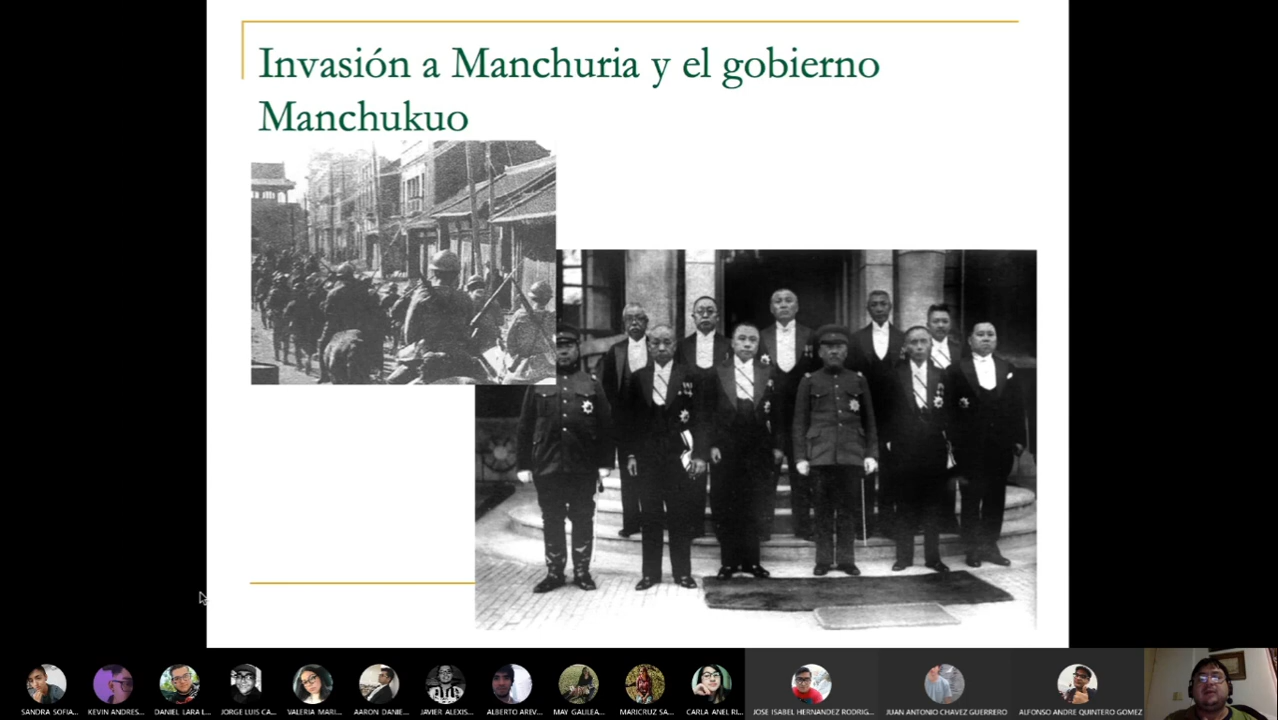 Invasión a Manchuria y el gobierno
Manchukuo
SANDRA SOFIA...
KEVIN ANDRES...
DANIEL LARA L...
JORGE LUIS CA...
VALERIA MARI...
AARON DANIE...
JAVIER ALEXIS...
ALBERTO AREV...
MAY GALILEA...
MARICRUZ SA...
CARLA ANEL RI...
JOSE ISABEL HERNANDEZ RODRIG...
JUAN ANTONIO CHAVEZ GUERRERO
ALFONSO ANDRE QUINTERO GOMEZ